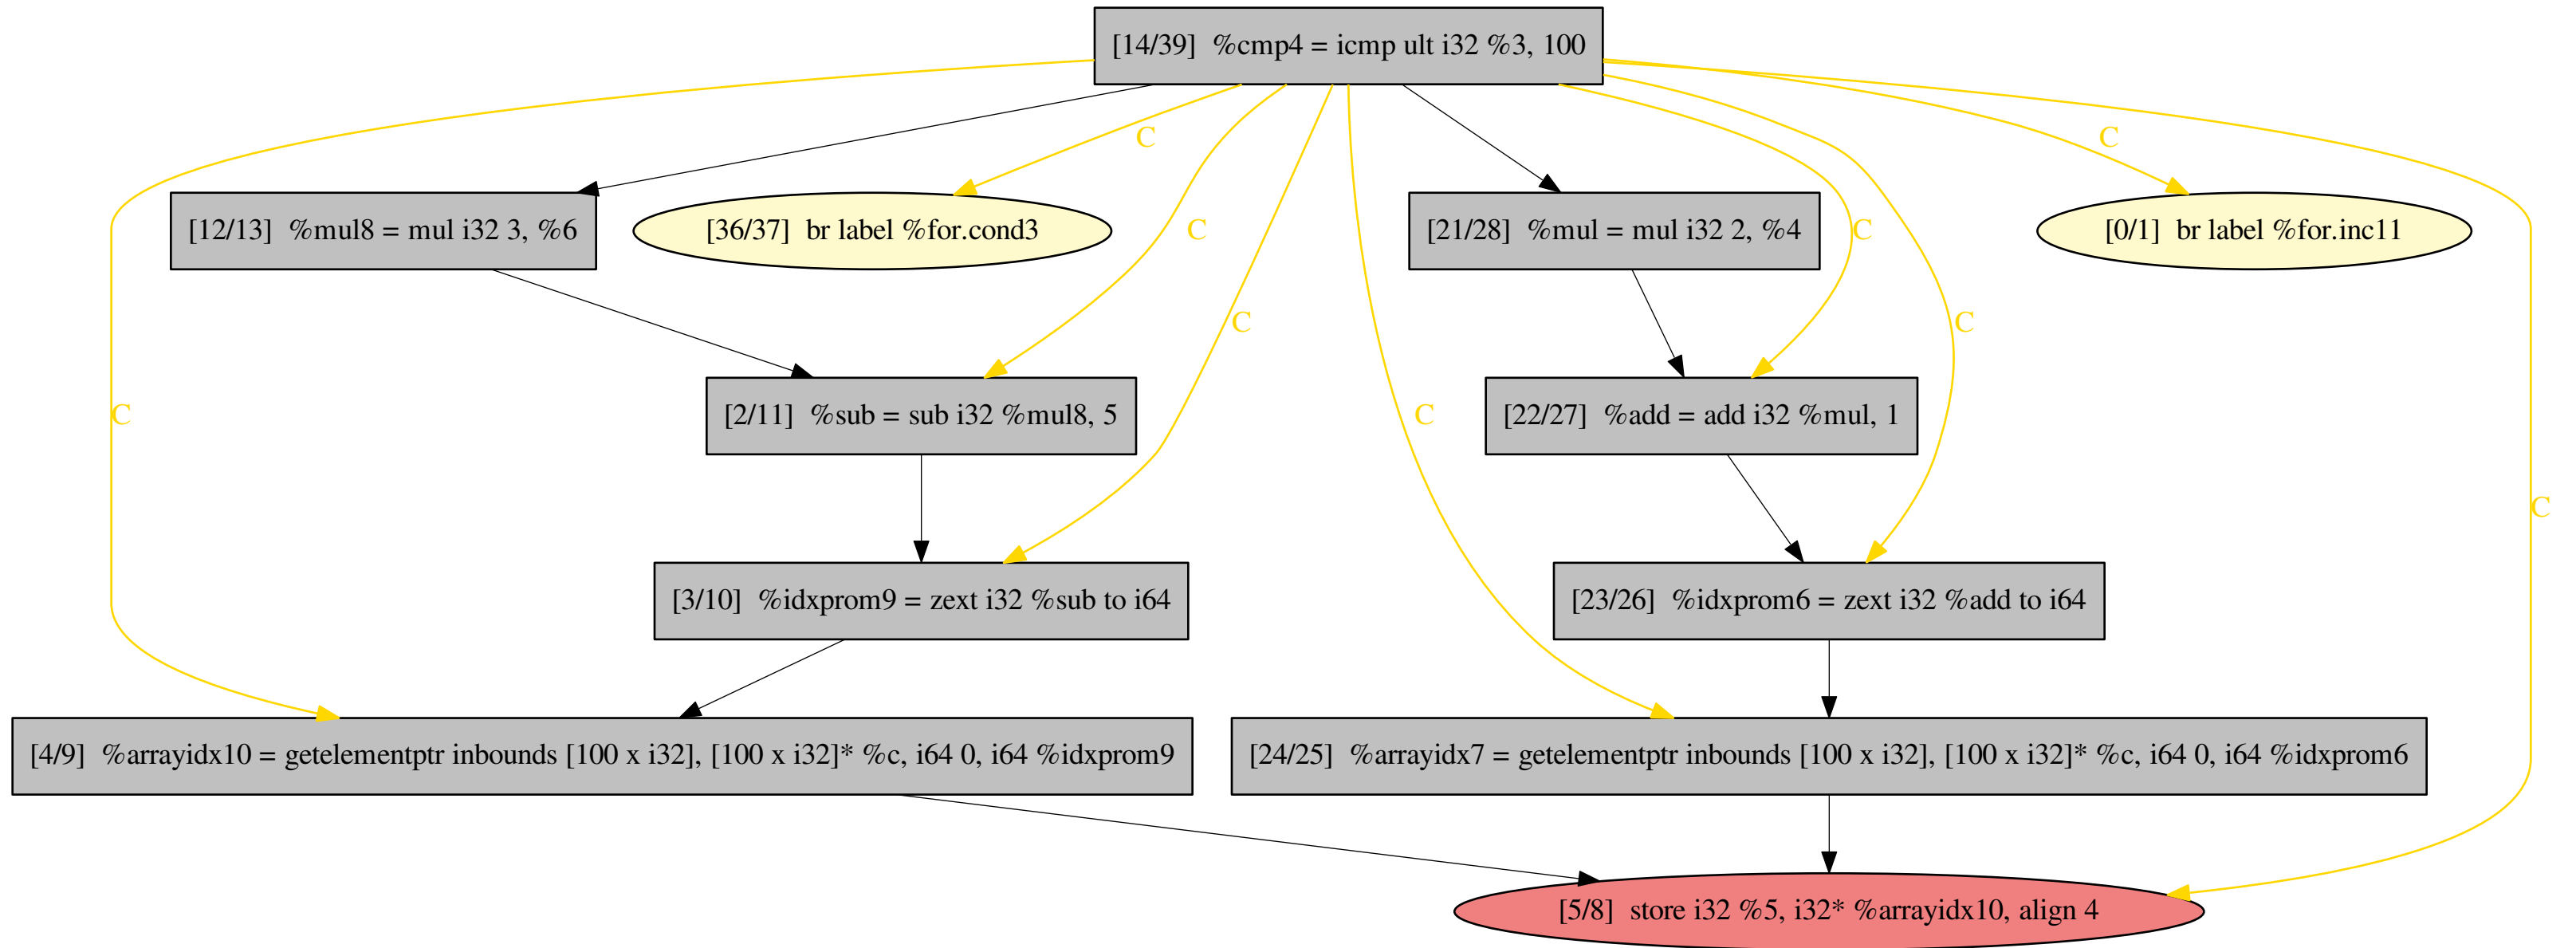 [14/39]  %cmp4 = icmp ult i32 %3, 100
C
C
[12/13]  %mul8 = mul i32 3, %6
[36/37]  br label %for.cond3
C
[21/28]  %mul = mul i32 2, %4
C
[0/1]  br label %for.inc11
C
C
C
[2/11]  %sub = sub i32 %mul8, 5
C
[22/27]  %add = add i32 %mul, 1
C
[3/10]  %idxprom9 = zext i32 %sub to i64
[23/26]  %idxprom6 = zext i32 %add to i64
[4/9]  %arrayidx10 = getelementptr inbounds [100 x i32], [100 x i32]* %c, i64 0, i64 %idxprom9
[24/25]  %arrayidx7 = getelementptr inbounds [100 x i32], [100 x i32]* %c, i64 0, i64 %idxprom6
[5/8]  store i32 %5, i32* %arrayidx10, align 4